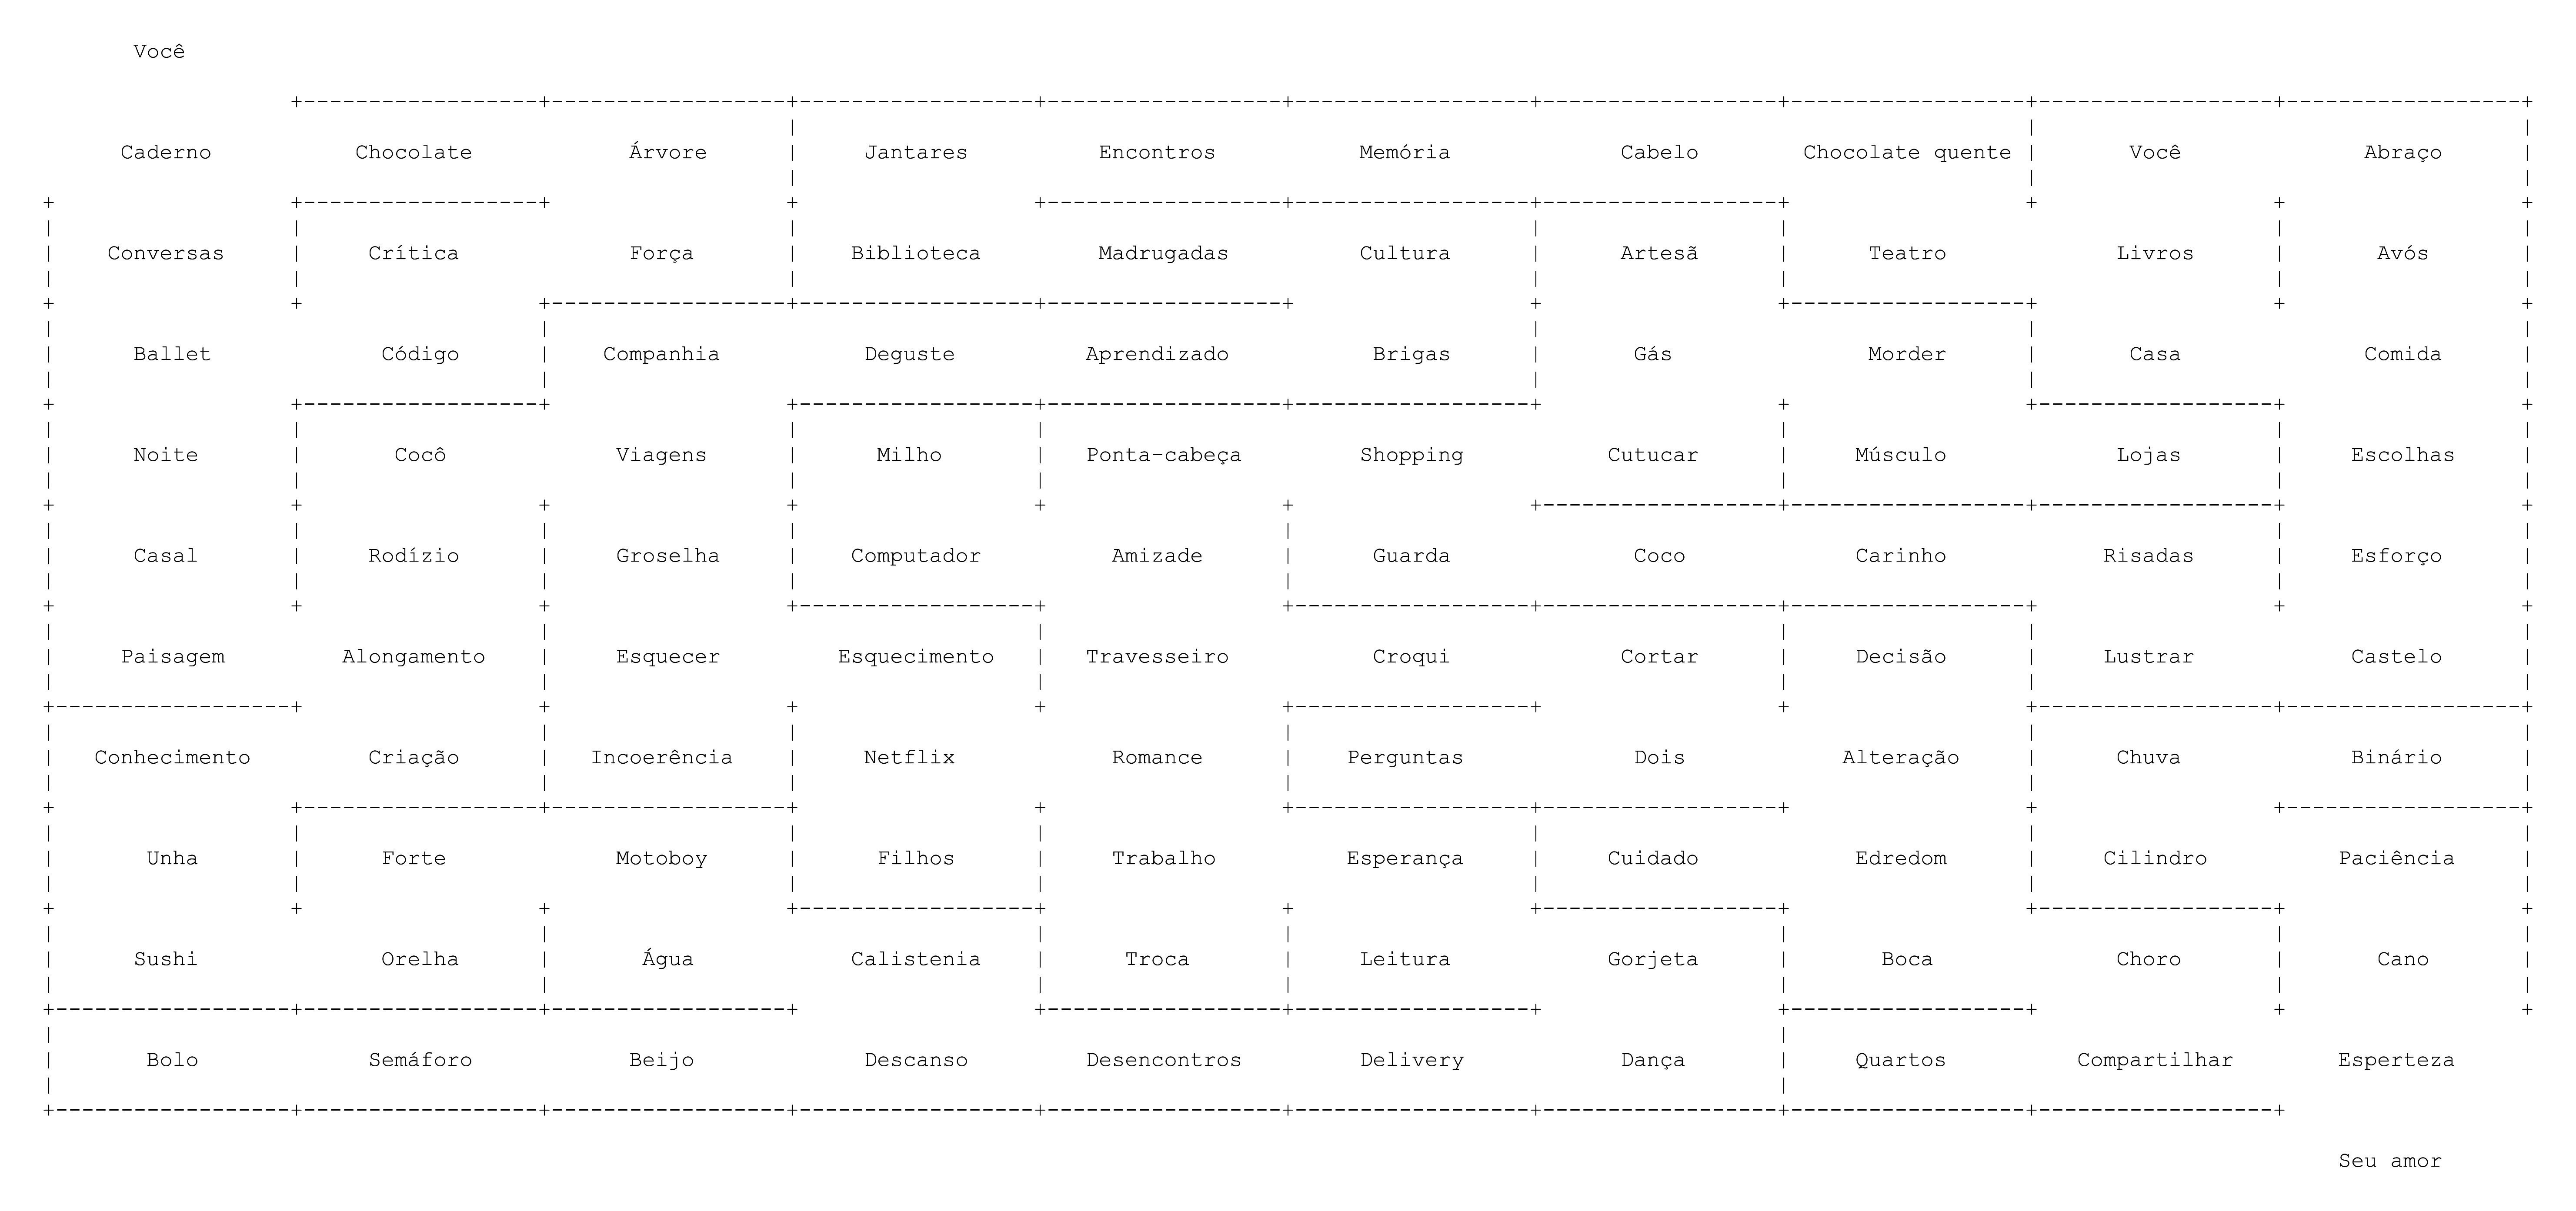 Você
Caderno Chocolate Árvore Jantares Encontros Memória Cabelo Chocolate quente Você Abraço
Conversas Crítica Força Biblioteca Madrugadas Cultura Artesã Teatro Livros Avós
Ballet Código Companhia Deguste Aprendizado Brigas Gás Morder Casa Comida
Noite Cocô Viagens Milho Ponta-cabeça Shopping Cutucar Músculo Lojas Escolhas
Casal Rodízio Groselha Computador Amizade Guarda Coco Carinho Risadas Esforço
Paisagem Alongamento Esquecer Esquecimento Travesseiro Croqui Cortar Decisão Lustrar Castelo
Conhecimento Criação Incoerência Netflix Romance Perguntas Dois Alteração Chuva Binário
Unha Forte Motoboy Filhos Trabalho Esperança Cuidado Edredom Cilindro Paciência
Sushi Orelha Água Calistenia Troca Leitura Gorjeta Boca Choro Cano
Bolo Semáforo Beijo Descanso Desencontros Delivery Dança Quartos Compartilhar Esperteza
Seu amor